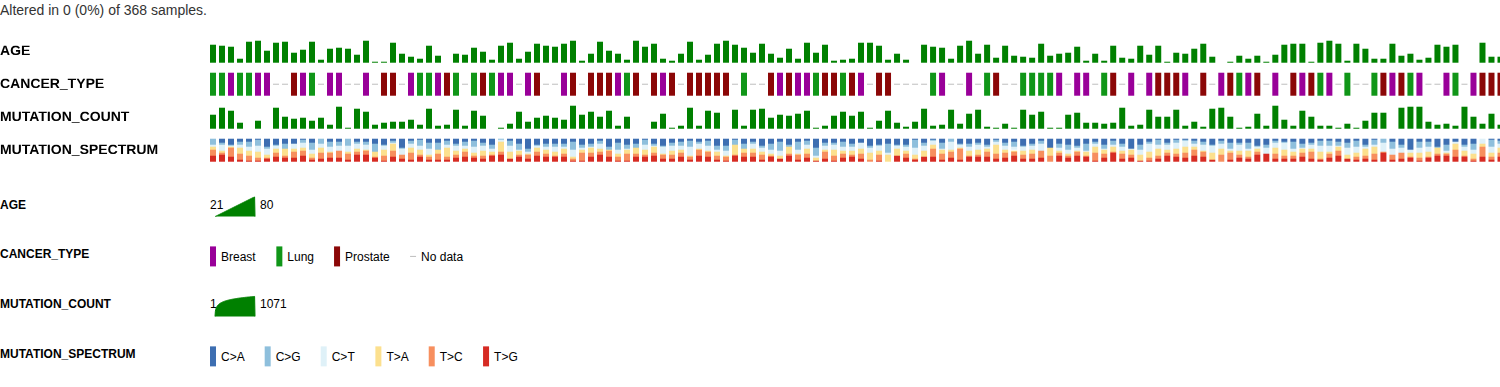 Altered in 0 (0%) of 368 samples.
AGE
CANCER_TYPE
MUTATION_COUNT
MUTATION_SPECTRUM
AGE 21 80
CANCER_TYPE Breast Lung Prostate No data
MUTATION_COUNT 1 1071
MUTATION_SPECTRUM C>A C>G C>T T>A T>C T>G